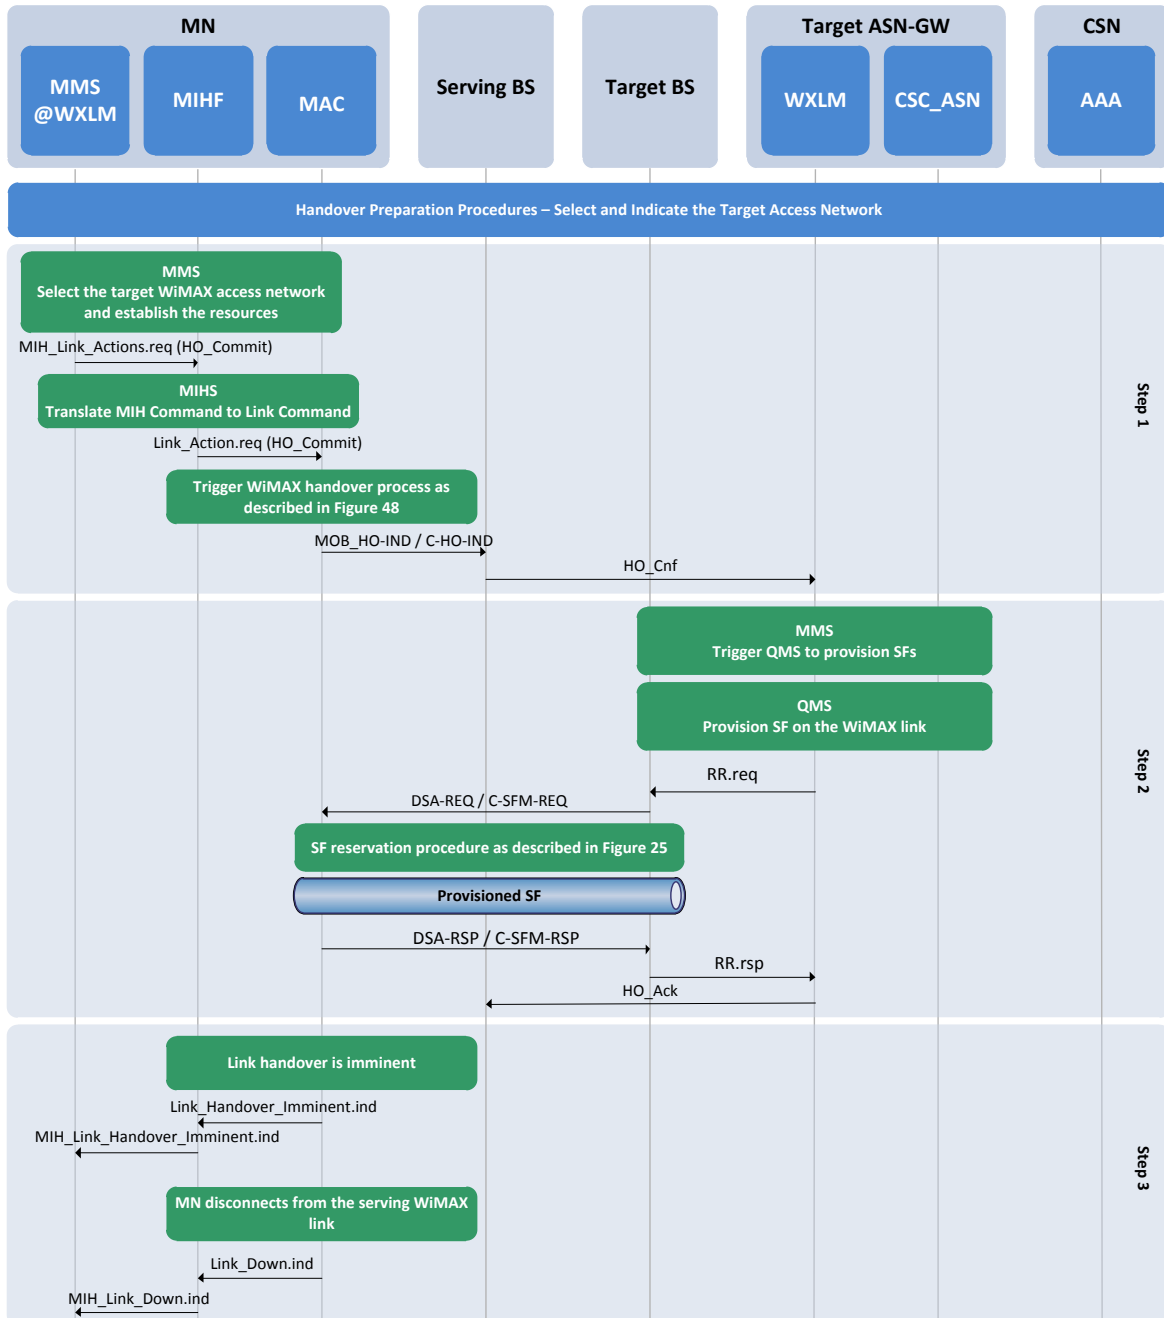 MN
Target ASN-GW
CSN
MMS
@WXLM
MIHF
MAC
Serving BS
Target BS
WXLM
CSC_ASN
AAA
Handover Preparation Procedures – Select and Indicate the Target Access Network
MMS
Select the target WiMAX access network
and establish the resources
MIH_Link_Actions.req (HO_Commit)
MIHS
Translate MIH Command to Link Command
Link_Action.req (HO_Commit)
Trigger WiMAX handover process as
described in Figure 48
MOB_HO-IND / C-HO-IND
HO_Cnf
Step 1
MMS
Trigger QMS to provision SFs
QMS
Provision SF on the WiMAX link
RR.req
DSA-REQ / C-SFM-REQ
SF reservation procedure as described in Figure 25
Provisioned SF
DSA-RSP / C-SFM-RSP
RR.rsp
HO_Ack
Step 2
Link handover is imminent
Link_Handover_Imminent.ind
MIH_Link_Handover_Imminent.ind
MN disconnects from the serving WiMAX
link
Link_Down.ind
MIH_Link_Down.ind
Step 3